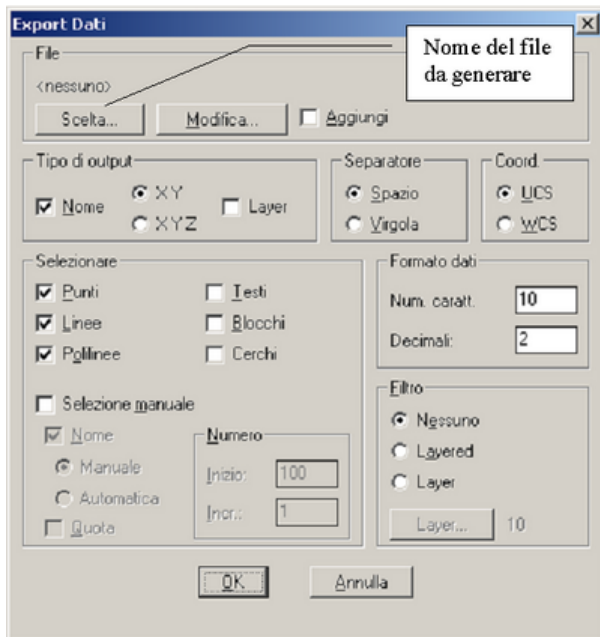 Export Dati
Nome del file
da generare
File
<nessuno>
Scelta...
Modifica...
Aggiungi
Tipo di output
Nome
XY
XYZ
Layer
Separatore
Spazio
Virgola
Coord.
UCS
WCS
Selezionare
Punti
Linee
Polilinee
Testi
Blocchi
Cerchi
Selezione manuale
Nome
Manuale
Automatica
Quota
Numero
Inizio: 100
Incr.: 1
Formato dati
Num. caratt. 10
Decimali: 2
Filtro
Nessuno
Layered
Layer
Layer... 10
OK
Annulla